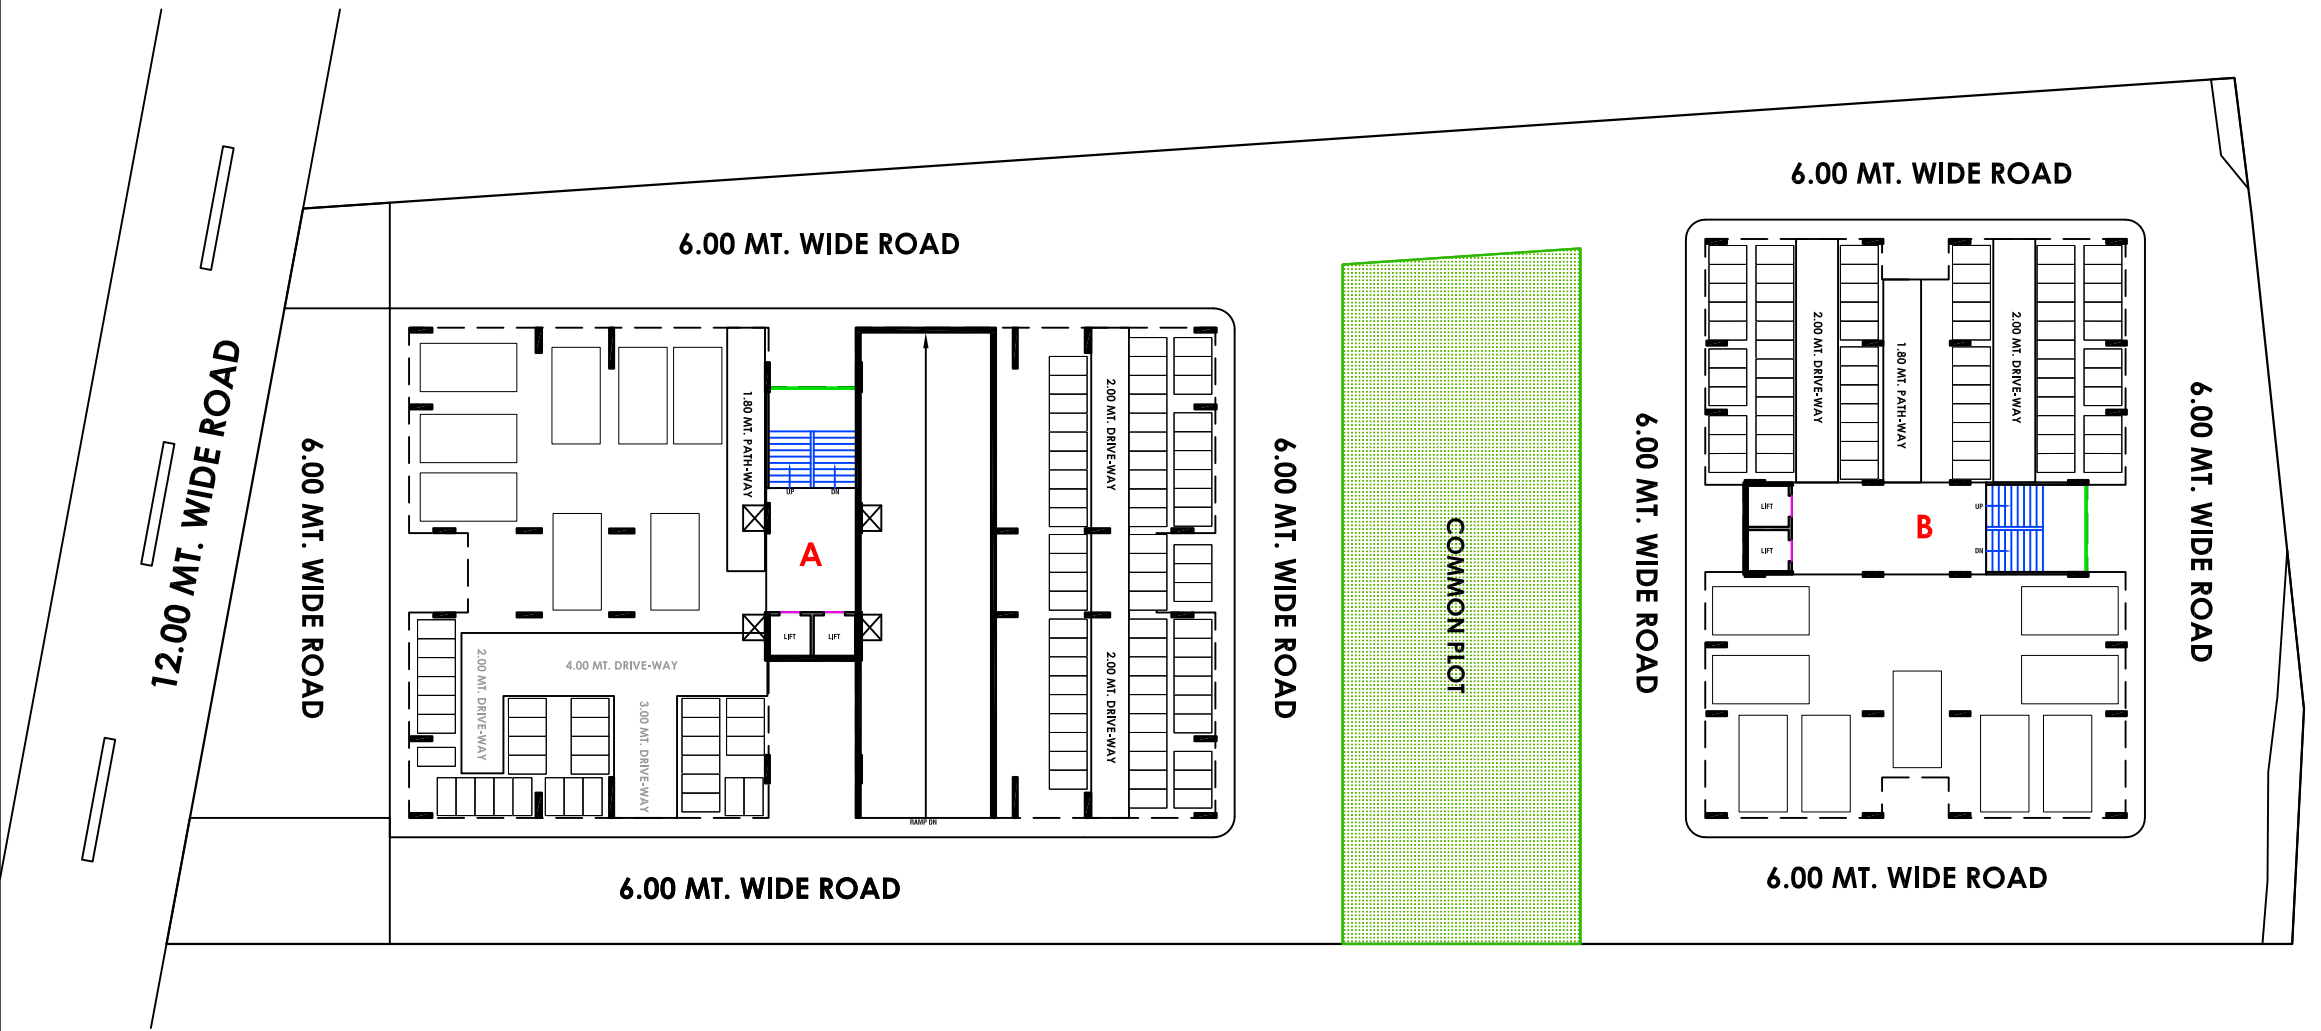 12.00 MT. WIDE ROAD
6.00 MT. WIDE ROAD
6.00 MT. WIDE ROAD
1.80 MT. PATH-WAY
UP
DN
A
LIFT
LIFT
2.00 MT. DRIVE-WAY
4.00 MT. DRIVE-WAY
3.00 MT. DRIVE-WAY
RAMP DN
2.00 MT. DRIVE-WAY
2.00 MT. DRIVE-WAY
6.00 MT. WIDE ROAD
6.00 MT. WIDE ROAD
COMMON PLOT
6.00 MT. WIDE ROAD
6.00 MT. WIDE ROAD
2.00 MT. DRIVE-WAY
1.80 MT. PATH-WAY
2.00 MT. DRIVE-WAY
LIFT
LIFT
B
UP
DN
6.00 MT. WIDE ROAD
6.00 MT. WIDE ROAD